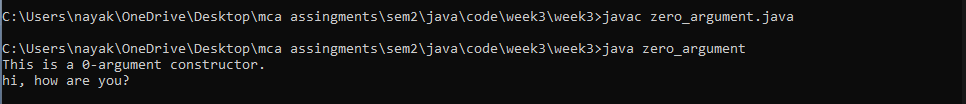 C:\Users\nayak\OneDrive\Desktop\mca assingments\sem2\java\code\week3\week3>javac zero_argument.java
C:\Users\nayak\OneDrive\Desktop\mca assingments\sem2\java\code\week3\week3>java zero_argument
This is a 0-argument constructor.
hi, how are you?